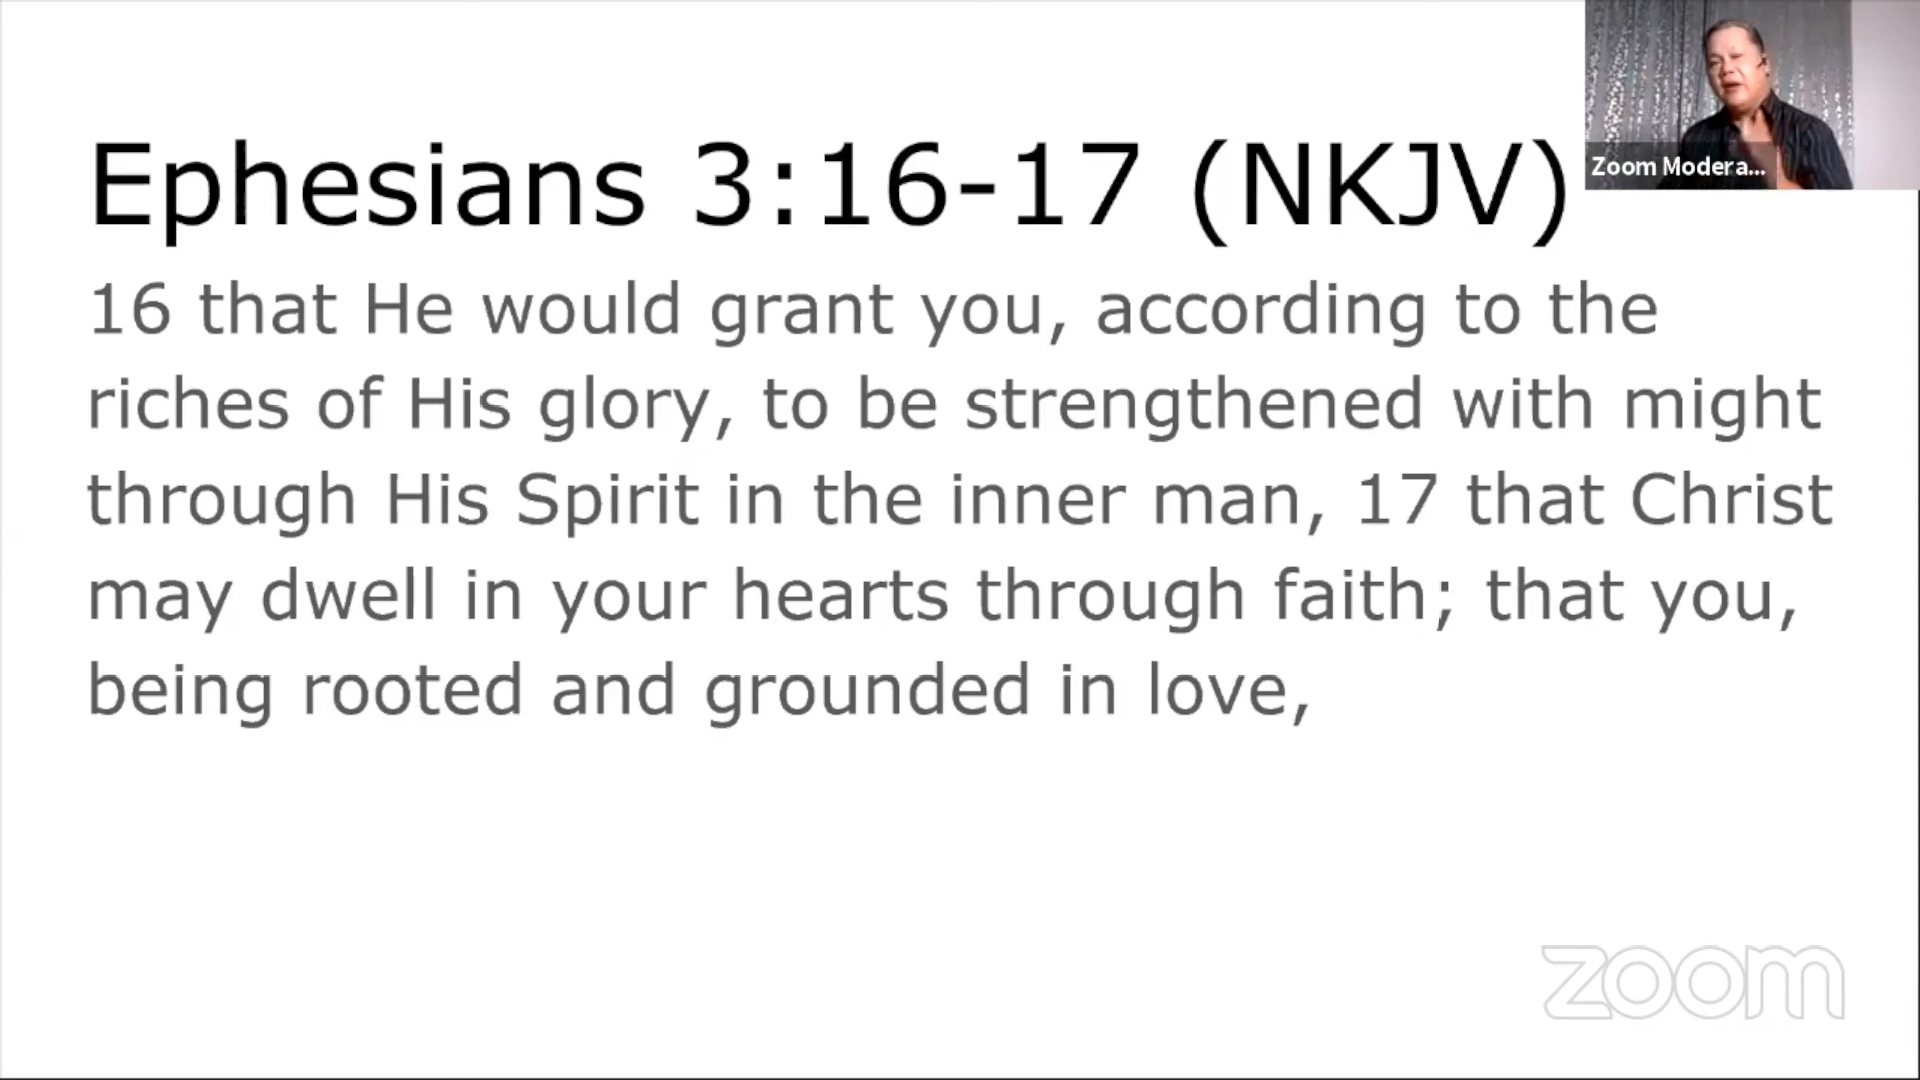 Ephesians 3:16-17 (NKJV)
Zoom Modera...
16 that He would grant you, according to the
riches of His glory, to be strengthened with might
through His Spirit in the inner man, 17 that Christ
may dwell in your hearts through faith; that you,
being rooted and grounded in love,
zoom